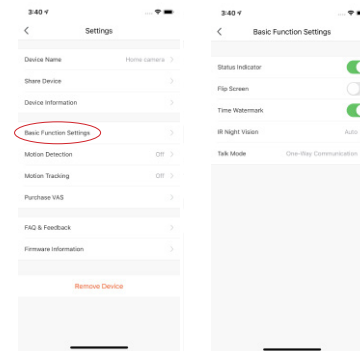 3:40
Settings
Device Name Home camera
Share Device
Device Information
Basic Function Settings
Motion Detection Off
Motion Tracking Off
Purchase VAS
FAQ & Feedback
Firmware Information
Remove Device
3:40
Basic Function Settings
Status Indicator
Flip Screen
Time Watermark
IR Night Vision Auto
Talk Mode One-Way Communication